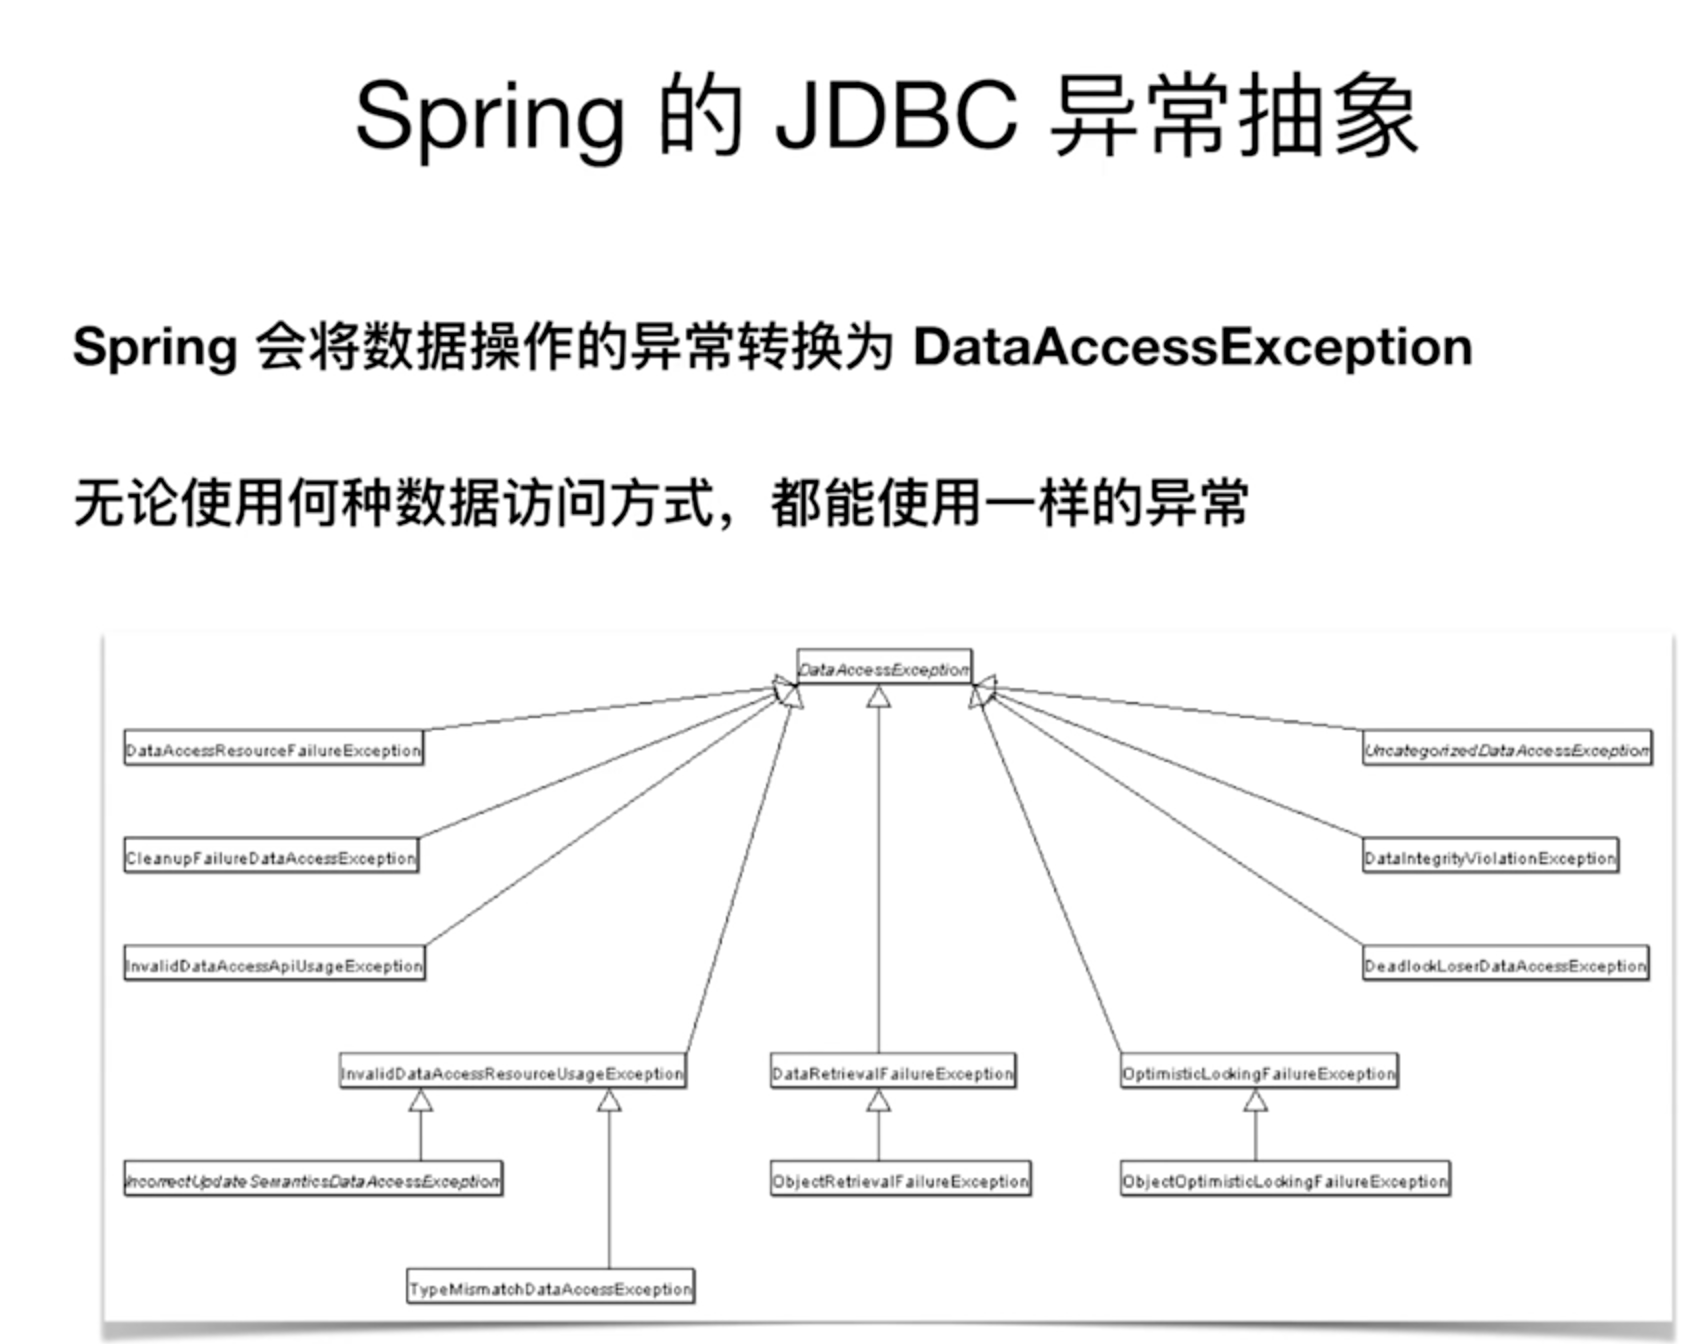 Spring 的 JDBC 异常抽象
Spring 会将数据操作的异常转换为 DataAccessException
无论使用何种数据访问方式，都能使用一样的异常
DataAccessException
DataAccessResourceFailureException
UncategorizedDataAccessException
CleanupFailureDataAccessException
DataIntegrityViolationException
InvalidDataAccessApiUsageException
DeadlockLoserDataAccessException
InvalidDataAccessResourceUsageException
DataRetrievalFailureException
OptimisticLockingFailureException
IncorrectUpdateSemanticsDataAccessException
ObjectRetrievalFailureException
ObjectOptimisticLockingFailureException
TypeMismatchDataAccessException